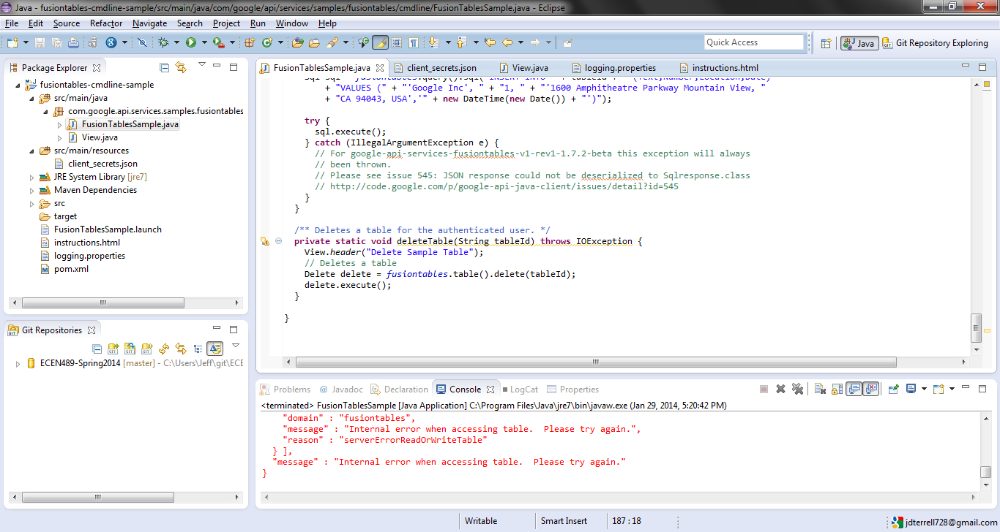 Java - fusiontables-cmdline-sample/src/main/java/com/google/api/services/samples/fusiontables/cmdline/FusionTablesSample.java - Eclipse
File Edit Source Refactor Navigate Search Project Run Window Help
Quick Access
Java
Git Repository Exploring
Package Explorer
fusiontables-cmdline-sample
src/main/java
com.google.api.services.samples.fusiontables
FusionTablesSample.java
View.java
src/main/resources
client_secrets.json
JRE System Library [jre7]
Maven Dependencies
src
target
FusionTablesSample.launch
instructions.html
logging.properties
pom.xml
Git Repositories
ECEN489-Spring2014 [master] - C:\Users\Jeff\git\ECE
FusionTablesSample.java client_secrets.json View.java logging.properties instructions.html
+ "VALUES (" + "'Google Inc', " + "1, " + "'1600 Amphitheatre Parkway Mountain View, "
+ "CA 94043, USA','" + new DateTime(new Date()) + "')");
try {
sql.execute();
} catch (IllegalArgumentException e) {
// For google-api-services-fusiontables-v1-rev1-1.7.2-beta this exception will always
// been thrown.
// Please see issue 545: JSON response could not be deserialized to Sqlresponse.class
// http://code.google.com/p/google-api-java-client/issues/detail?id=545
}
}
/** Deletes a table for the authenticated user. */
private static void deleteTable(String tableId) throws IOException {
View.header("Delete Sample Table");
// Deletes a table
Delete delete = fusiontables.table().delete(tableId);
delete.execute();
}
}
Problems @ Javadoc Declaration Console LogCat Properties
<terminated> FusionTablesSample [Java Application] C:\Program Files\Java\jre7\bin\javaw.exe (Jan 29, 2014, 5:20:42 PM)
"domain" : "fusiontables",
"message" : "Internal error when accessing table.  Please try again.",
"reason" : "serverErrorReadOrWriteTable"
} ],
"message" : "Internal error when accessing table.  Please try again."
}
Writable
Smart Insert
187 : 18
jdterrell728@gmail.com